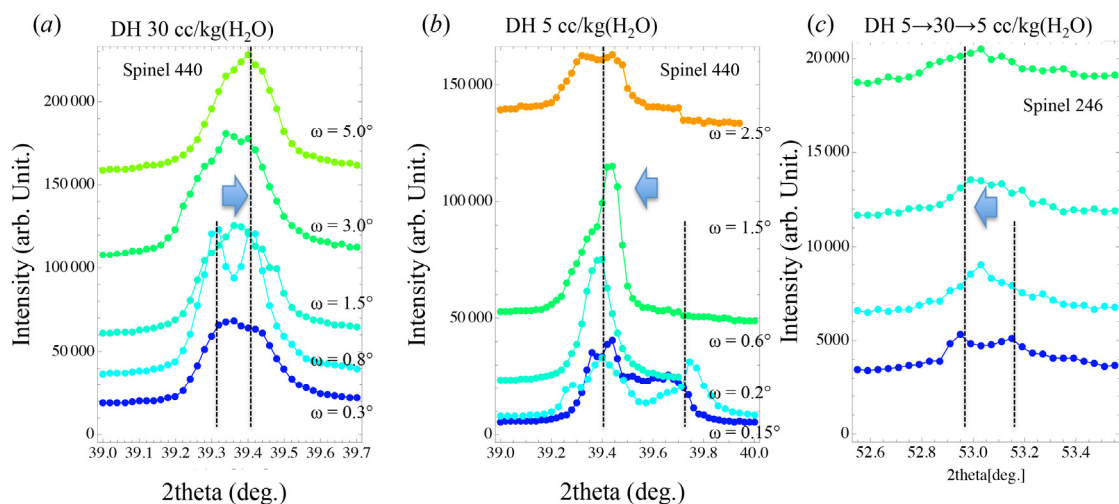 (a)
DH 30 cc/kg(H2O)
Spinel 440
Intensity (arb. Unit.)
200 000
150 000
100 000
50 000
0
ω = 5.0°
ω = 3.0°
ω = 1.5°
ω = 0.8°
ω = 0.3°
39.0 39.1 39.2 39.3 39.4 39.5 39.6 39.7
2theta (deg.)
(b)
DH 5 cc/kg(H2O)
Spinel 440
Intensity (arb. Unit.)
150 000
100 000
50 000
0
ω = 2.5°
ω = 1.5°
ω = 0.6°
ω = 0.2°
ω = 0.15°
39.0 39.2 39.4 39.6 39.8 40.0
2theta (deg.)
(c)
DH 5→30→5 cc/kg(H2O)
Spinel 246
Intensity (arb. Unit.)
20 000
15 000
10 000
5000
0
52.6 52.8 53.0 53.2 53.4
2theta[deg.]